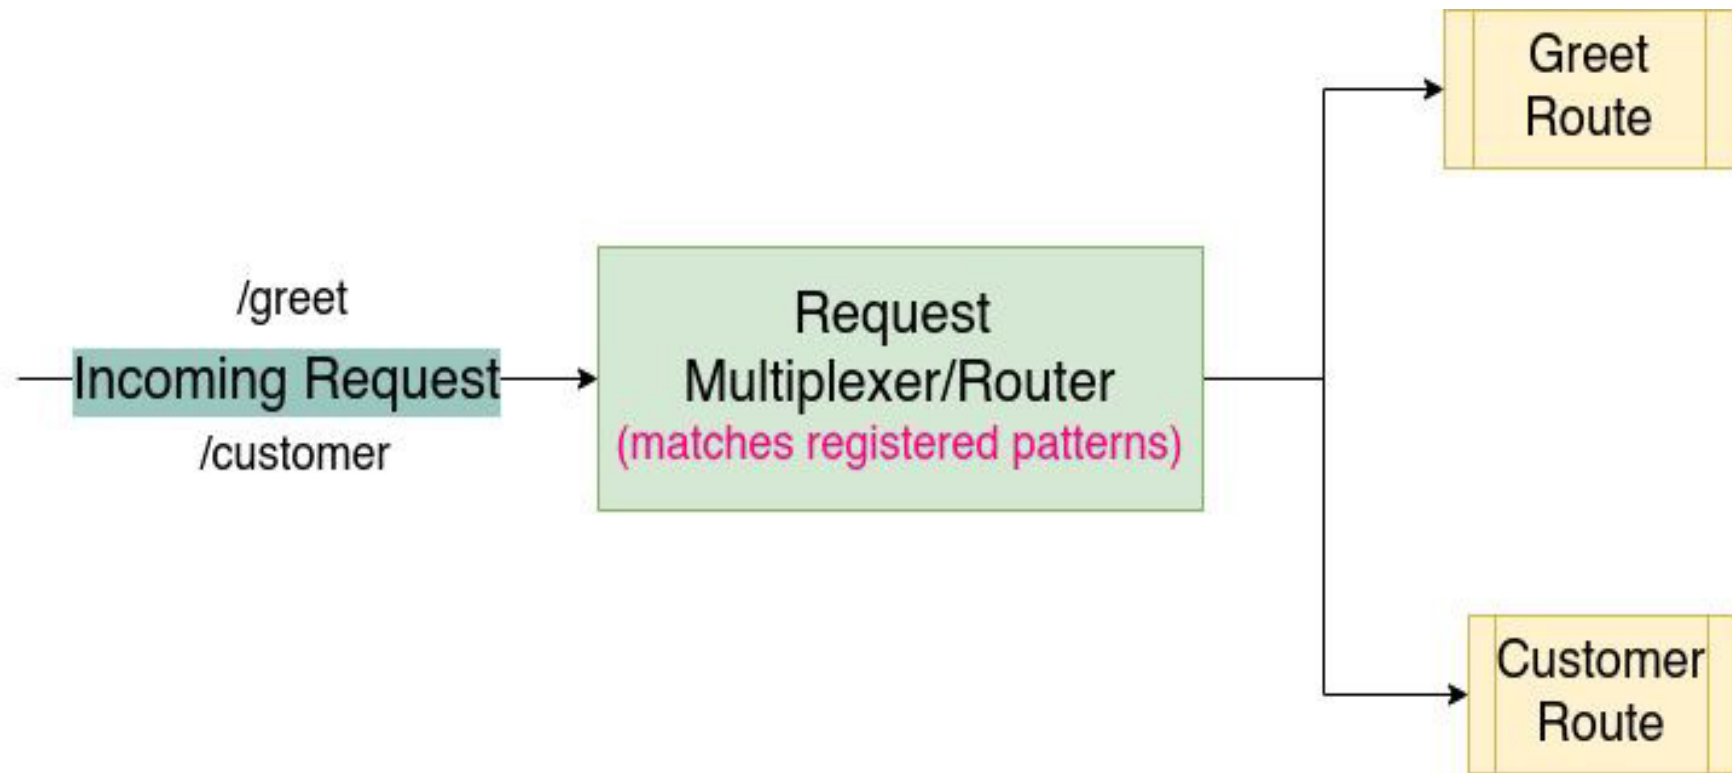 /greet
Incoming Request
/customer
Request
Multiplexer/Router
(matches registered patterns)
Greet
Route
Customer
Route